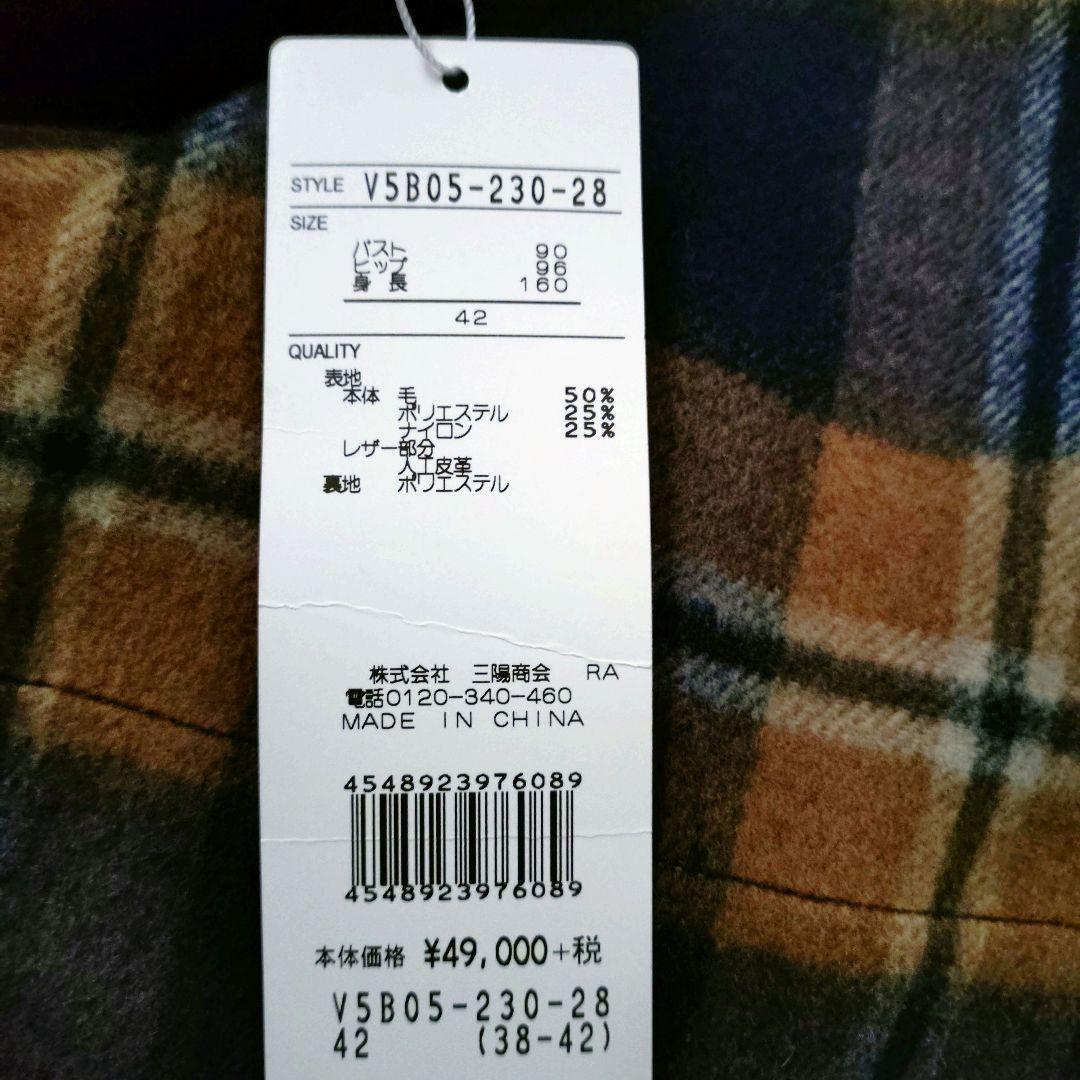 STYLE V5B05-230-28
SIZE
バスト 90
ヒップ 96
身長 160
42
QUALITY
表地
本体 毛 50%
ポリエステル 25%
ナイロン 25%
レザー部分
人工皮革
裏地 ポリエステル
株式会社 三陽商会 RA
電話0120-340-460
MADE IN CHINA
4548923976089
4548923976089
本体価格 ¥49,000+税
V5B05-230-28
42 (38-42)